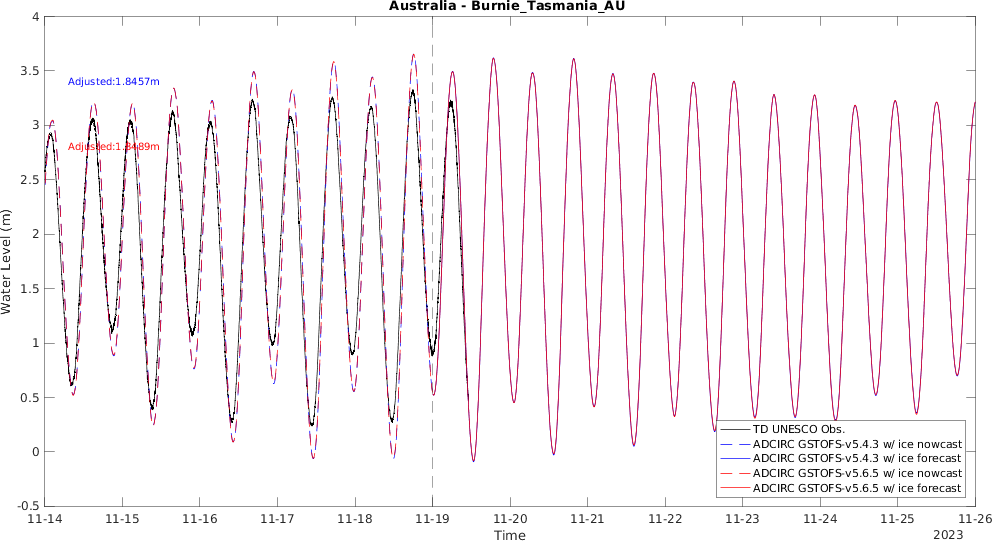 Australia - Burnie_Tasmania_AU
4
3.5
3
2.5
2
1.5
1
0.5
0
-0.5
Water Level (m)
Adjusted:1.8457m
Adjusted:1.8489m
TD UNESCO Obs.
ADCIRC GSTOFS-v5.4.3 w/ ice nowcast
ADCIRC GSTOFS-v5.4.3 w/ ice forecast
ADCIRC GSTOFS-v5.6.5 w/ ice nowcast
ADCIRC GSTOFS-v5.6.5 w/ ice forecast
11-14 11-15 11-16 11-17 11-18 11-19 11-20 11-21 11-22 11-23 11-24 11-25 11-26
Time
2023